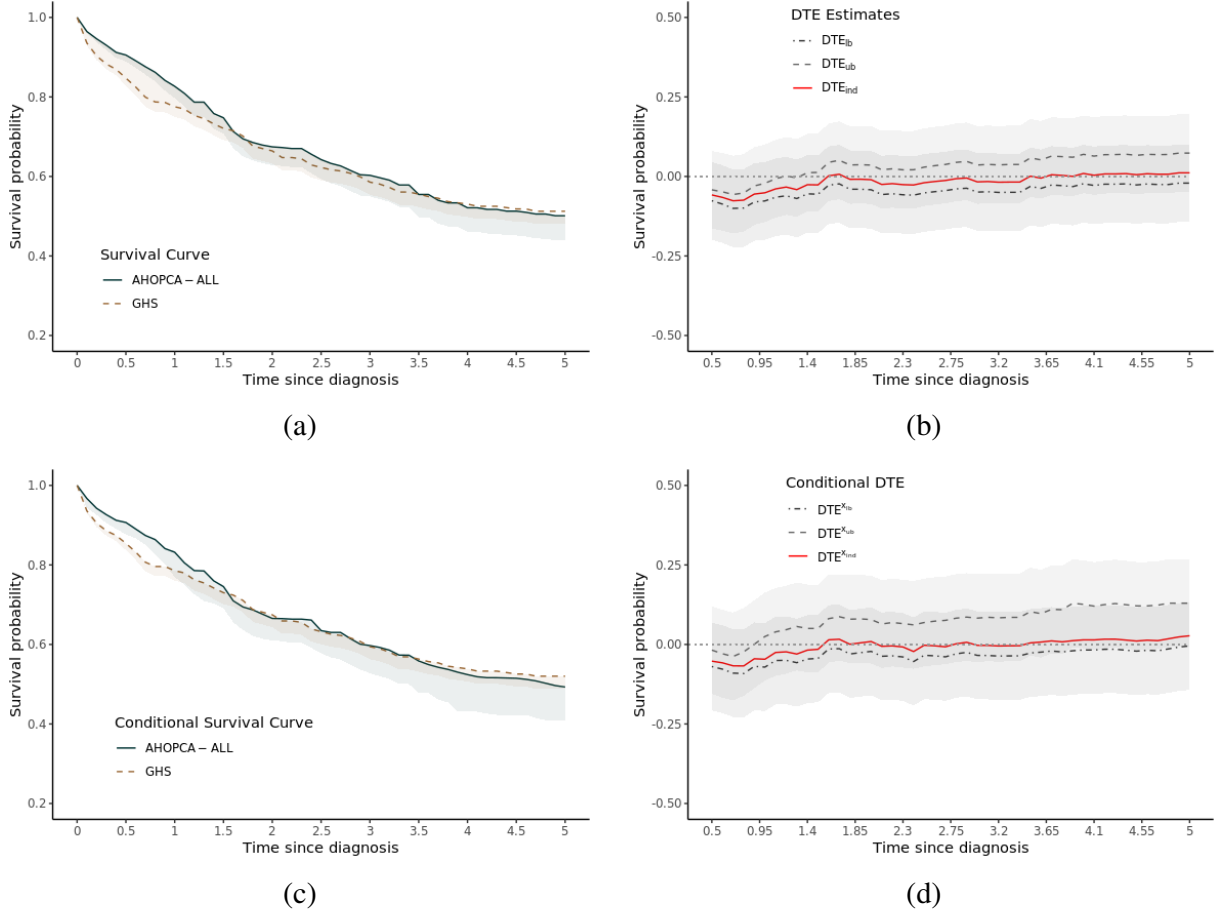 Survival probability
1.0
0.8
0.6
0.4
0.2
Survival Curve
AHOPCA – ALL
GHS
0 0.5 1 1.5 2 2.5 3 3.5 4 4.5 5
Time since diagnosis
(a)
Survival probability
0.50
0.25
0.00
-0.25
-0.50
DTE Estimates
DTE_lb
DTE_ub
DTE_ind
0.5 0.95 1.4 1.85 2.3 2.75 3.2 3.65 4.1 4.55 5
Time since diagnosis
(b)
Survival probability
1.0
0.8
0.6
0.4
0.2
Conditional Survival Curve
AHOPCA – ALL
GHS
0 0.5 1 1.5 2 2.5 3 3.5 4 4.5 5
Time since diagnosis
(c)
Survival probability
0.50
0.25
0.00
-0.25
-0.50
Conditional DTE
DTE^x_lb
DTE^x_ub
DTE^x_ind
0.5 0.95 1.4 1.85 2.3 2.75 3.2 3.65 4.1 4.55 5
Time since diagnosis
(d)